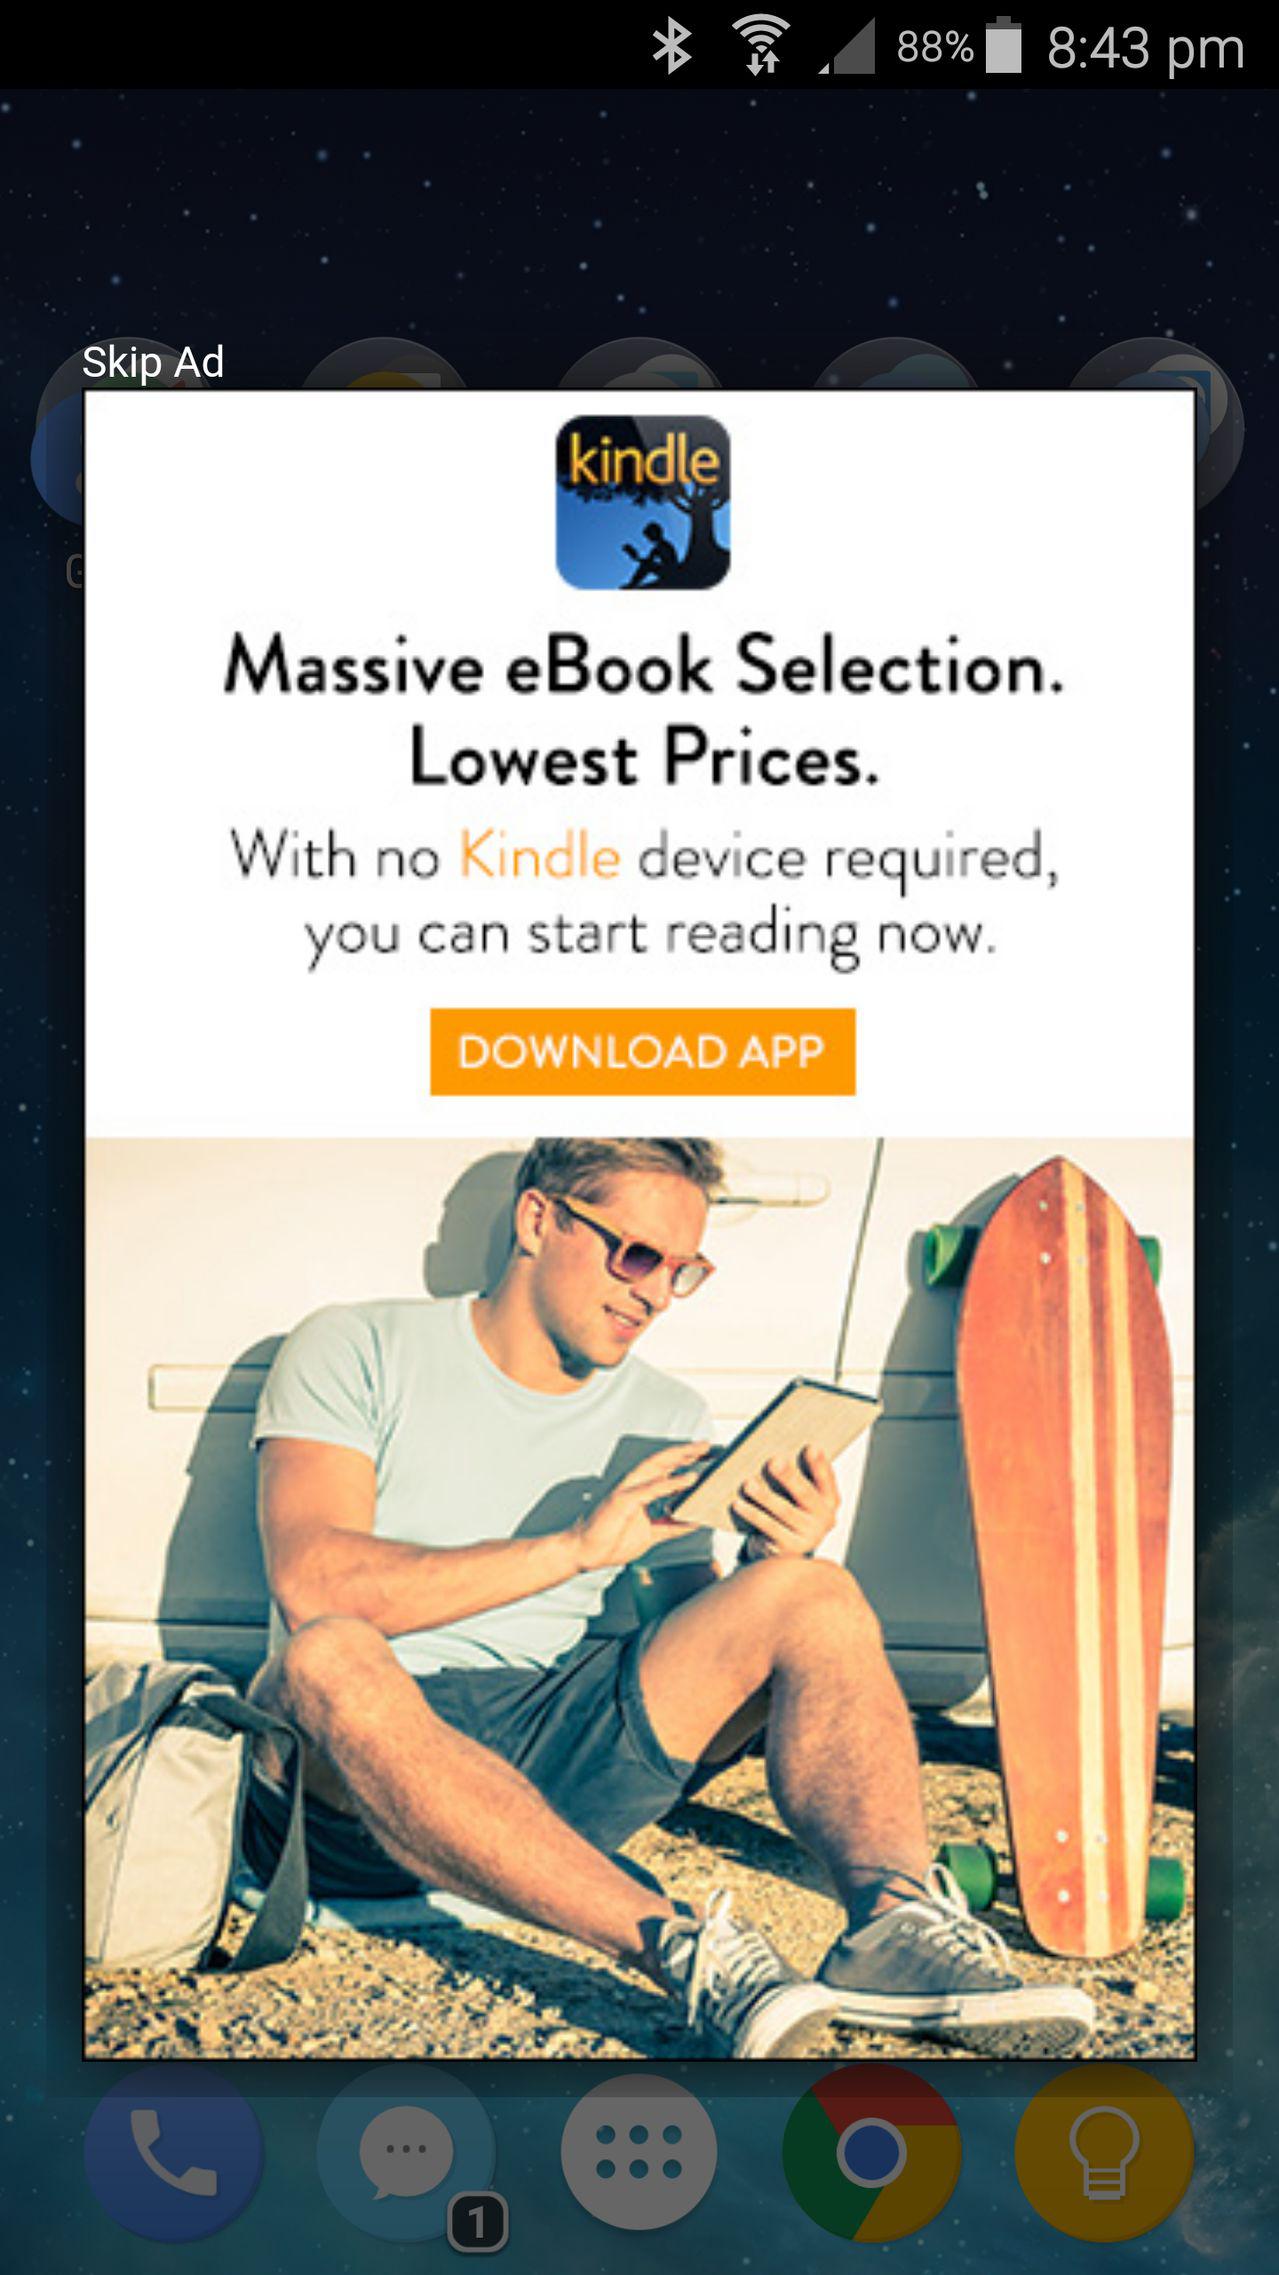 88% 8:43 pm
Skip Ad
kindle
Massive eBook Selection.
Lowest Prices.
With no Kindle device required,
you can start reading now.
DOWNLOAD APP
1